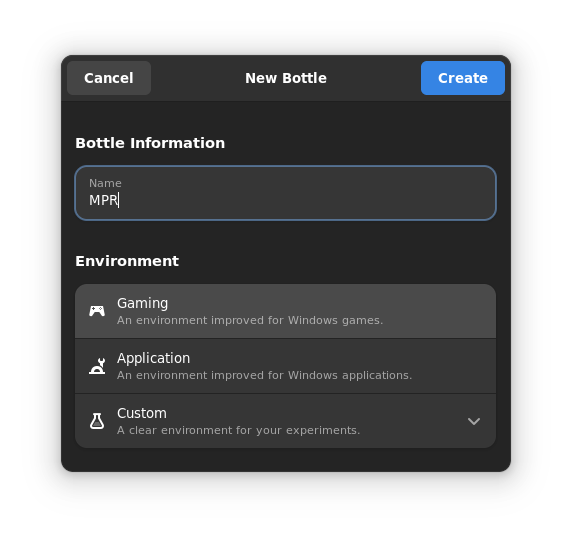 Cancel
New Bottle
Create
Bottle Information
Name
MPR
Environment
Gaming
An environment improved for Windows games.
Application
An environment improved for Windows applications.
Custom
A clear environment for your experiments.